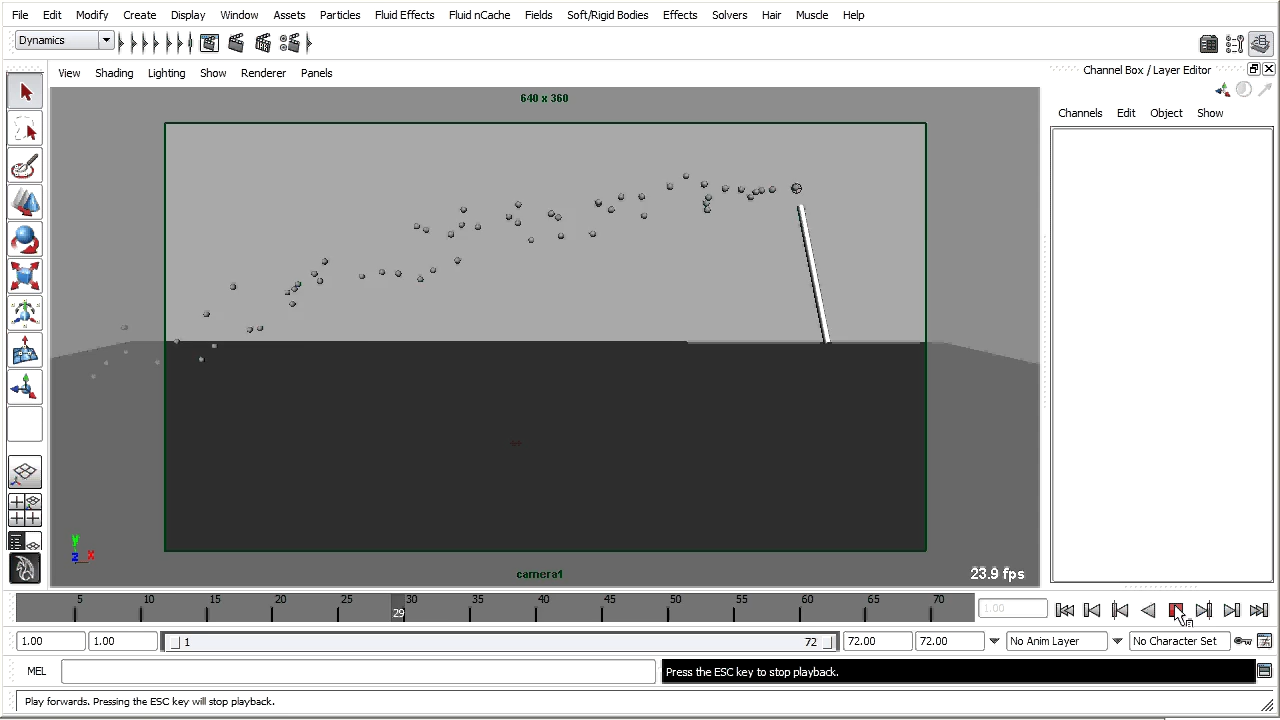 File Edit Modify Create Display Window Assets Particles Fluid Effects Fluid nCache Fields Soft/Rigid Bodies Effects Solvers Hair Muscle Help
Dynamics
View Shading Lighting Show Renderer Panels
Channel Box / Layer Editor
Channels Edit Object Show
640 x 360
y
z x
camera1
23.9 fps
5 10 15 20 25 29 35 40 45 50 55 60 65 70
1.00
1.00 1.00 1 72 72.00 72.00 No Anim Layer No Character Set
MEL
Press the ESC key to stop playback.
Play forwards. Pressing the ESC key will stop playback.